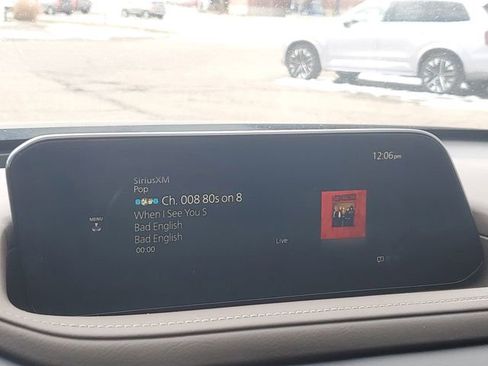 12:06pm
SiriusXM
Pop
Ch. 008 80s on 8
MENU
When I See You S
Bad English
Bad English
Live
00:00